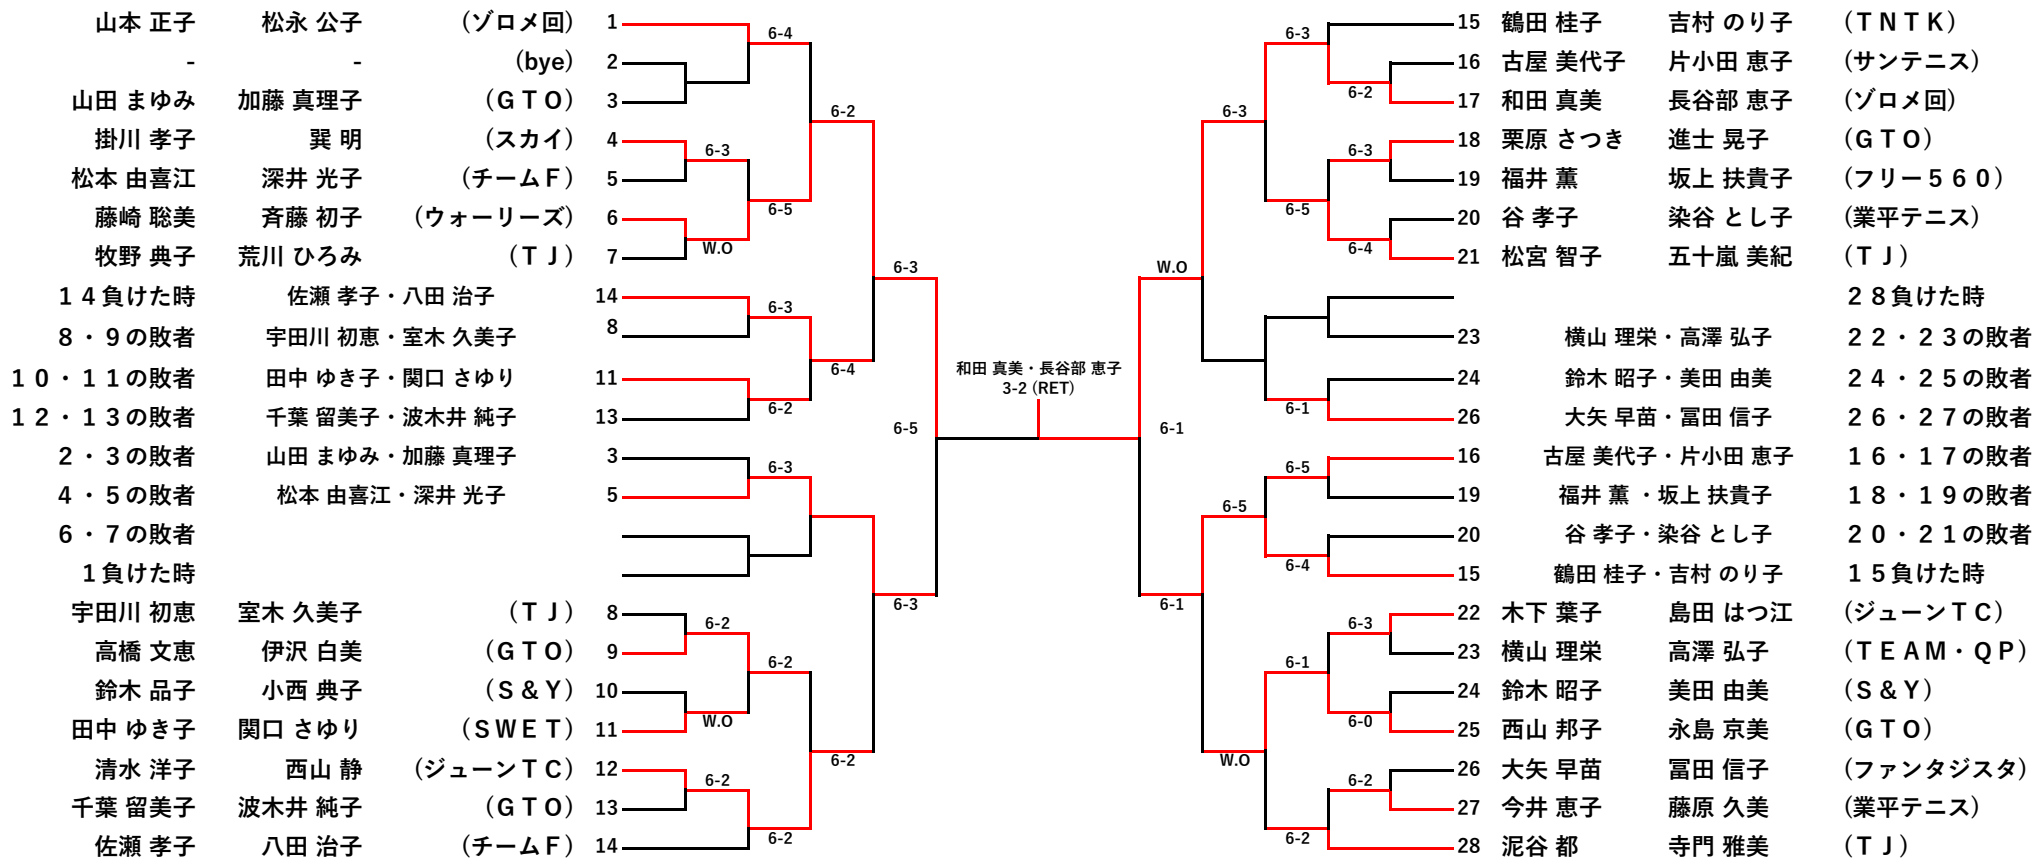 山本 正子 松永 公子 (ゾロメ回) 1
- - (bye) 2
山田 まゆみ 加藤 真理子 (ＧＴＯ) 3
掛川 孝子 巽 明 (スカイ) 4
松本 由喜江 深井 光子 (チームＦ) 5
藤崎 聡美 斉藤 初子 (ウォーリーズ) 6
牧野 典子 荒川 ひろみ (ＴＪ) 7
１４負けた時 佐瀬 孝子・八田 治子 14
８・９の敗者 宇田川 初恵・室木 久美子 8
１０・１１の敗者 田中 ゆき子・関口 さゆり 11
１２・１３の敗者 千葉 留美子・波木井 純子 13
２・３の敗者 山田 まゆみ・加藤 真理子 3
４・５の敗者 松本 由喜江・深井 光子 5
６・７の敗者
１負けた時
宇田川 初恵 室木 久美子 (ＴＪ) 8
高橋 文恵 伊沢 白美 (ＧＴＯ) 9
鈴木 品子 小西 典子 (Ｓ＆Ｙ) 10
田中 ゆき子 関口 さゆり (ＳＷＥＴ) 11
清水 洋子 西山 静 (ジューンＴＣ) 12
千葉 留美子 波木井 純子 (ＧＴＯ) 13
佐瀬 孝子 八田 治子 (チームＦ) 14
6-4
6-3
6-5
W.O
6-2
6-3
6-2
6-4
6-3
6-3
6-2
W.O
6-2
6-2
6-2
6-2
6-3
6-5
和田 真美・長谷部 恵子
3-2 (RET)
6-3
6-2
6-3
6-3
6-5
6-4
W.O
6-1
6-1
6-5
6-5
6-4
6-1
6-3
6-1
6-0
W.O
6-2
6-2
15 鶴田 桂子 吉村 のり子 (ＴＮＴＫ)
16 古屋 美代子 片小田 恵子 (サンテニス)
17 和田 真美 長谷部 恵子 (ゾロメ回)
18 栗原 さつき 進士 晃子 (ＧＴＯ)
19 福井 薫 坂上 扶貴子 (フリー５６０)
20 谷 孝子 染谷 とし子 (業平テニス)
21 松宮 智子 五十嵐 美紀 (ＴＪ)
２８負けた時
23 横山 理栄・高澤 弘子 ２２・２３の敗者
24 鈴木 昭子・美田 由美 ２４・２５の敗者
26 大矢 早苗・冨田 信子 ２６・２７の敗者
16 古屋 美代子・片小田 恵子 １６・１７の敗者
19 福井 薫 ・坂上 扶貴子 １８・１９の敗者
20 谷 孝子・染谷 とし子 ２０・２１の敗者
15 鶴田 桂子・吉村 のり子 １５負けた時
22 木下 葉子 島田 はつ江 (ジューンＴＣ)
23 横山 理栄 高澤 弘子 (ＴＥＡＭ・ＱＰ)
24 鈴木 昭子 美田 由美 (Ｓ＆Ｙ)
25 西山 邦子 永島 京美 (ＧＴＯ)
26 大矢 早苗 冨田 信子 (ファンタジスタ)
27 今井 恵子 藤原 久美 (業平テニス)
28 泥谷 都 寺門 雅美 (ＴＪ)